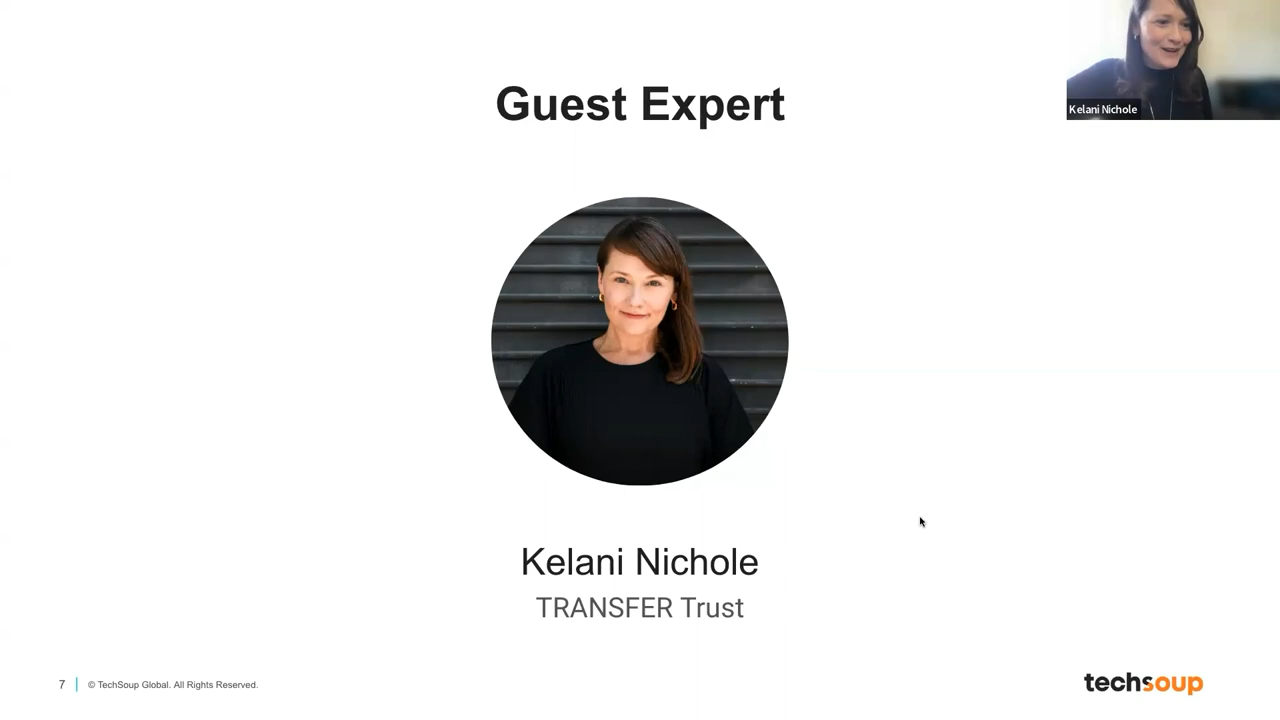 Guest Expert
Kelani Nichole
Kelani Nichole
TRANSFER Trust
7
© TechSoup Global. All Rights Reserved.
techsoup